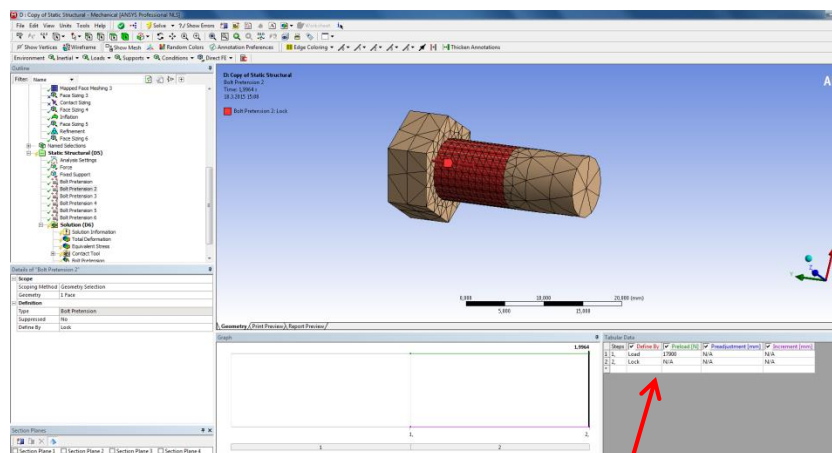 D : Copy of Static Structural - Mechanical [ANSYS Professional NLS]
File Edit View Units Tools Help Solve ?/ Show Errors Worksheet
Show Vertices Wireframe Show Mesh Random Colors Annotation Preferences Edge Coloring Thicken Annotations
Environment Inertial Loads Supports Conditions Direct FE
Outline
Filter: Name
Mapped Face Meshing 3
Face Sizing 3
Contact Sizing
Face Sizing 4
Inflation
Face Sizing 5
Refinement
Face Sizing 6
Named Selections
Static Structural (D5)
Analysis Settings
Force
Fixed Support
Bolt Pretension
Bolt Pretension 2
Bolt Pretension 3
Bolt Pretension 4
Bolt Pretension 5
Bolt Pretension 6
Solution (D6)
Solution Information
Total Deformation
Equivalent Stress
Contact Tool
Bolt Pretension
Details of "Bolt Pretension 2"
Scope
Scoping Method Geometry Selection
Geometry 1 Face
Definition
Type Bolt Pretension
Suppressed No
Define By Lock
Section Planes
Section Plane 1 Section Plane 2 Section Plane 3 Section Plane 4
D: Copy of Static Structural
Bolt Pretension 2
Time: 1,9964 s
Bolt Pretension 2: Lock
A
0,000 10,000 20,000 (mm)
5,000 15,000
Geometry Print Preview Report Preview
Graph
1,9964
1, 2,
1 2
Tabular Data
Steps Define By Preload [N] Preadjustment [mm] Increment [mm]
1 1, Load N/A N/A
2 2, Lock N/A N/A N/A
*